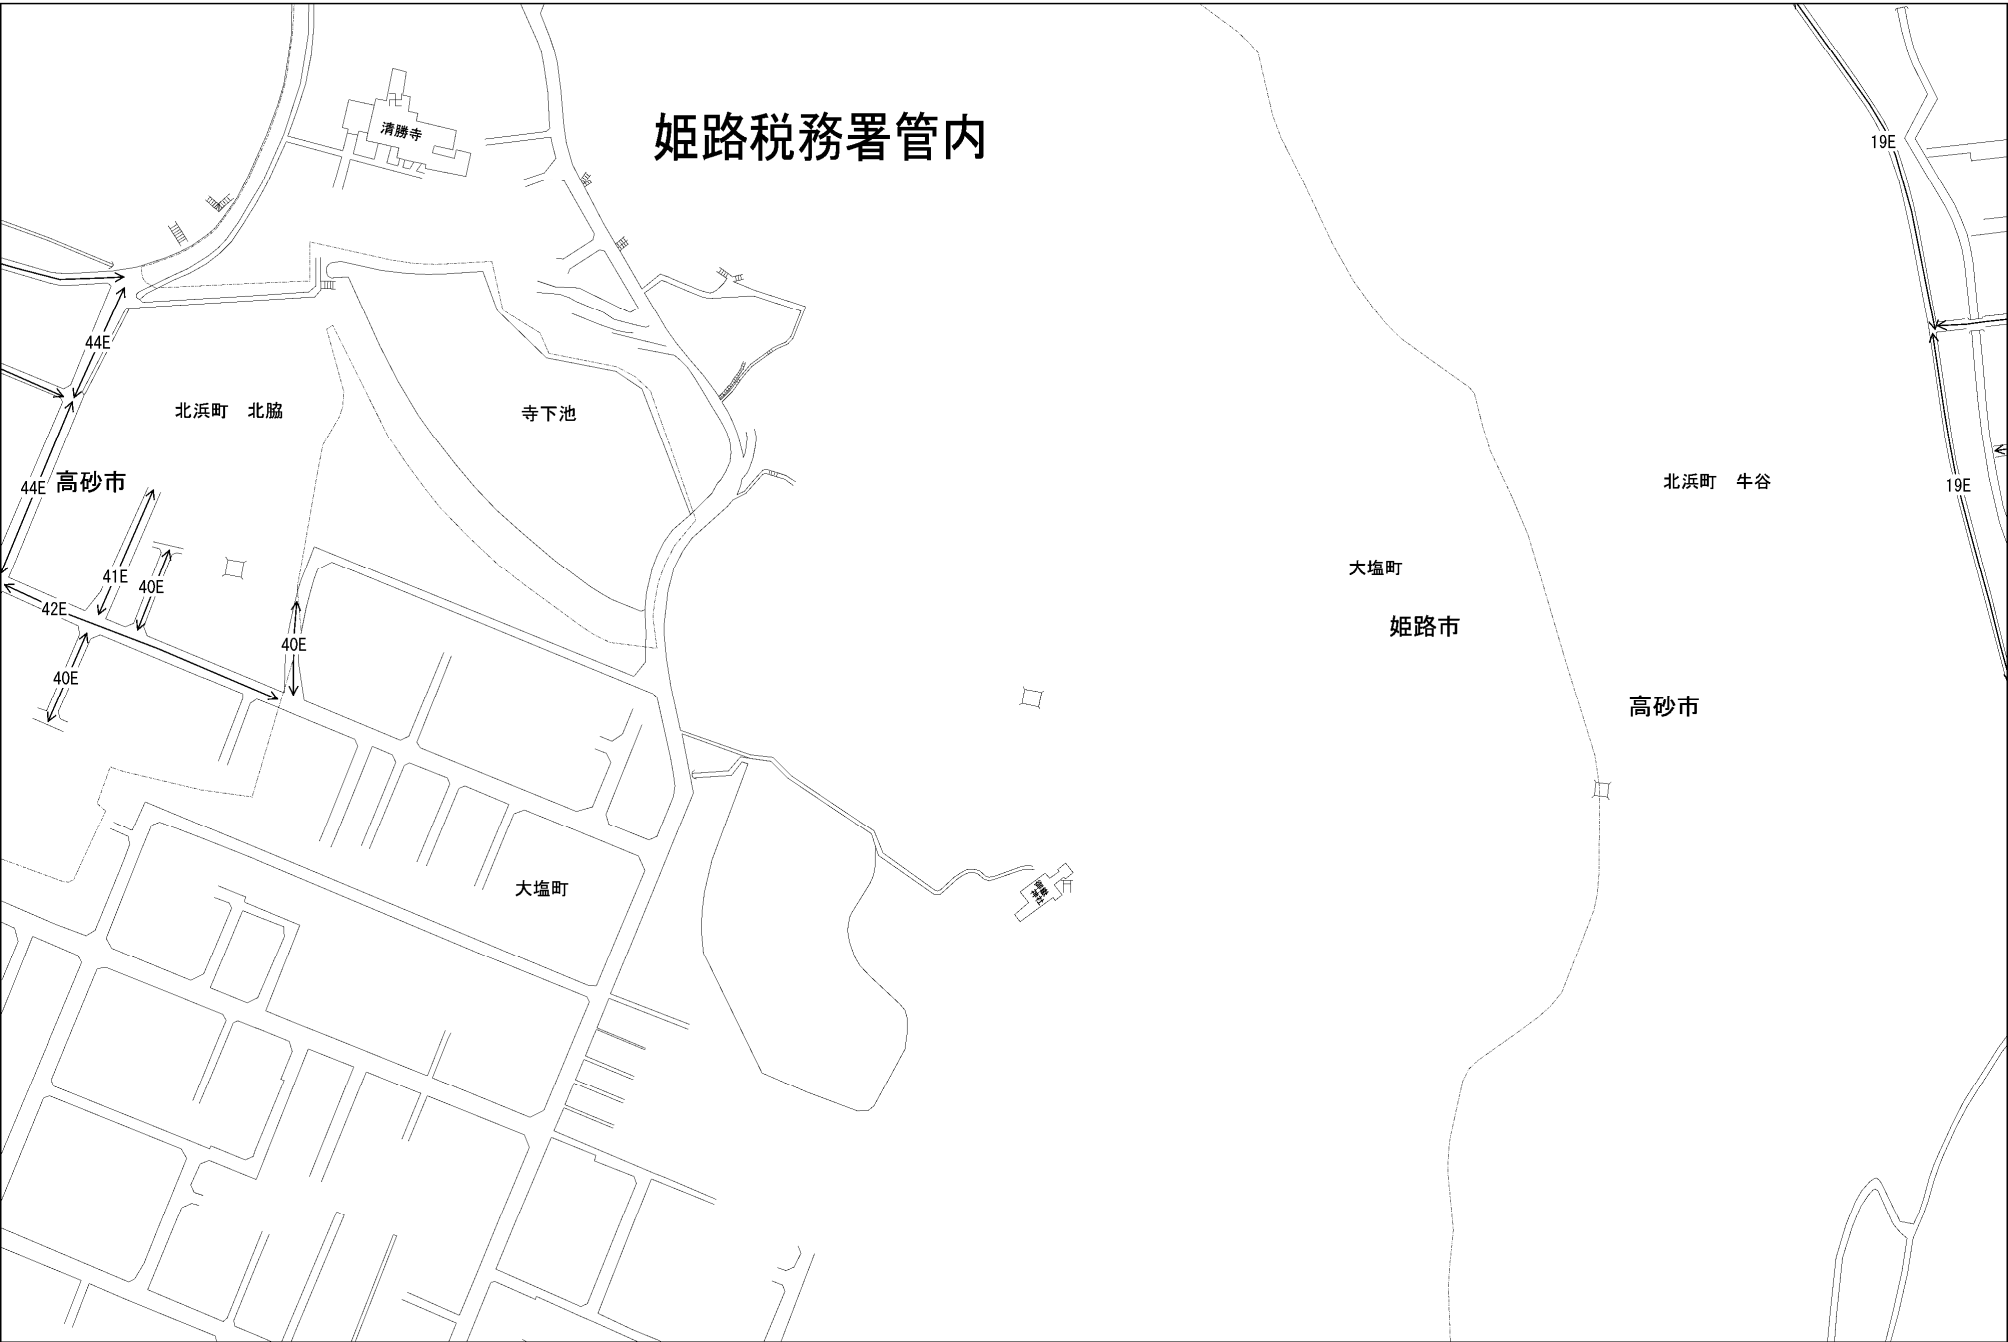 姫路税務署管内
清勝寺
19E
44E
北浜町　北脇
寺下池
44E
高砂市
北浜町　牛谷
19E
大塩町
41E
40E
42E
姫路市
40E
40E
高砂市
大塩町